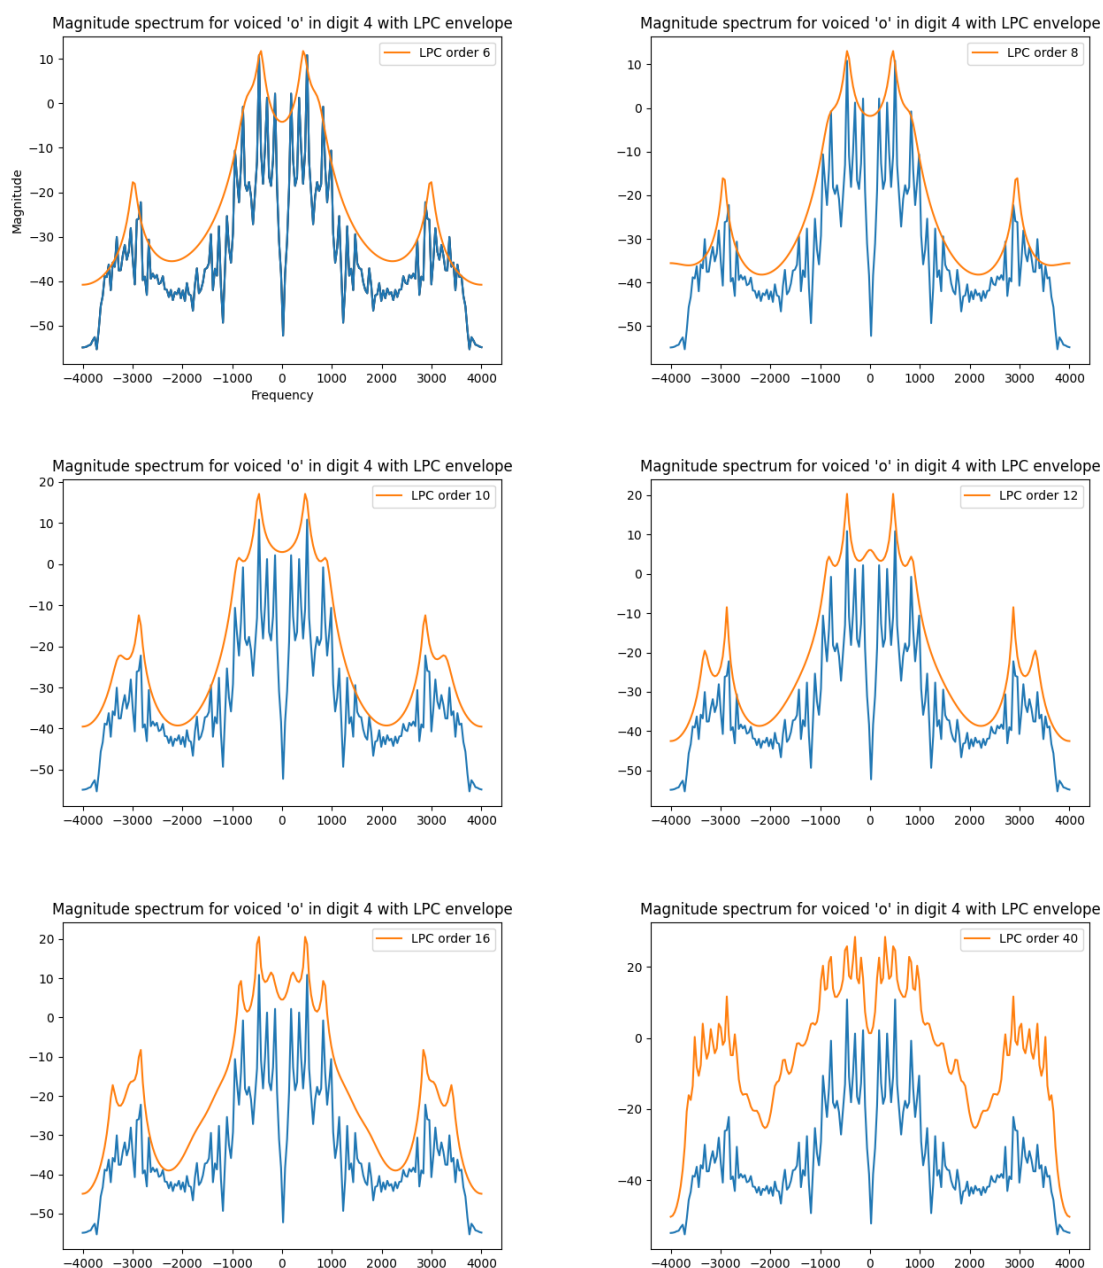 Magnitude spectrum for voiced 'o' in digit 4 with LPC envelope
LPC order 6
10
0
−10
−20
−30
−40
−50
Magnitude
−4000 −3000 −2000 −1000 0 1000 2000 3000 4000
Frequency
Magnitude spectrum for voiced 'o' in digit 4 with LPC envelope
LPC order 8
10
0
−10
−20
−30
−40
−50
−4000 −3000 −2000 −1000 0 1000 2000 3000 4000
Magnitude spectrum for voiced 'o' in digit 4 with LPC envelope
LPC order 10
20
10
0
−10
−20
−30
−40
−50
−4000 −3000 −2000 −1000 0 1000 2000 3000 4000
Magnitude spectrum for voiced 'o' in digit 4 with LPC envelope
LPC order 12
20
10
0
−10
−20
−30
−40
−50
−4000 −3000 −2000 −1000 0 1000 2000 3000 4000
Magnitude spectrum for voiced 'o' in digit 4 with LPC envelope
LPC order 16
20
10
0
−10
−20
−30
−40
−50
−4000 −3000 −2000 −1000 0 1000 2000 3000 4000
Magnitude spectrum for voiced 'o' in digit 4 with LPC envelope
LPC order 40
20
0
−20
−40
−4000 −3000 −2000 −1000 0 1000 2000 3000 4000